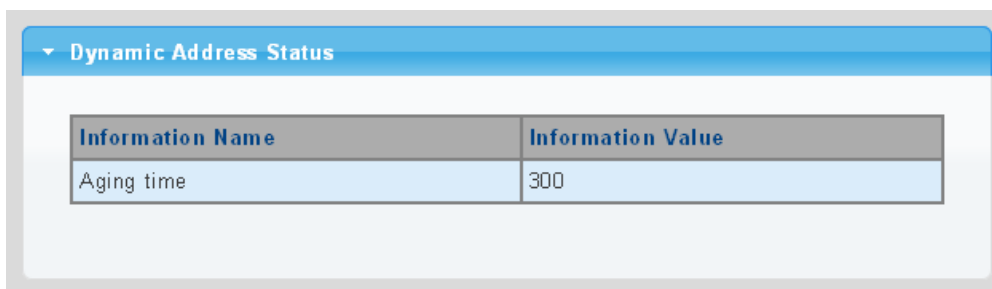 Dynamic Address Status
Information Name Information Value
Aging time 300